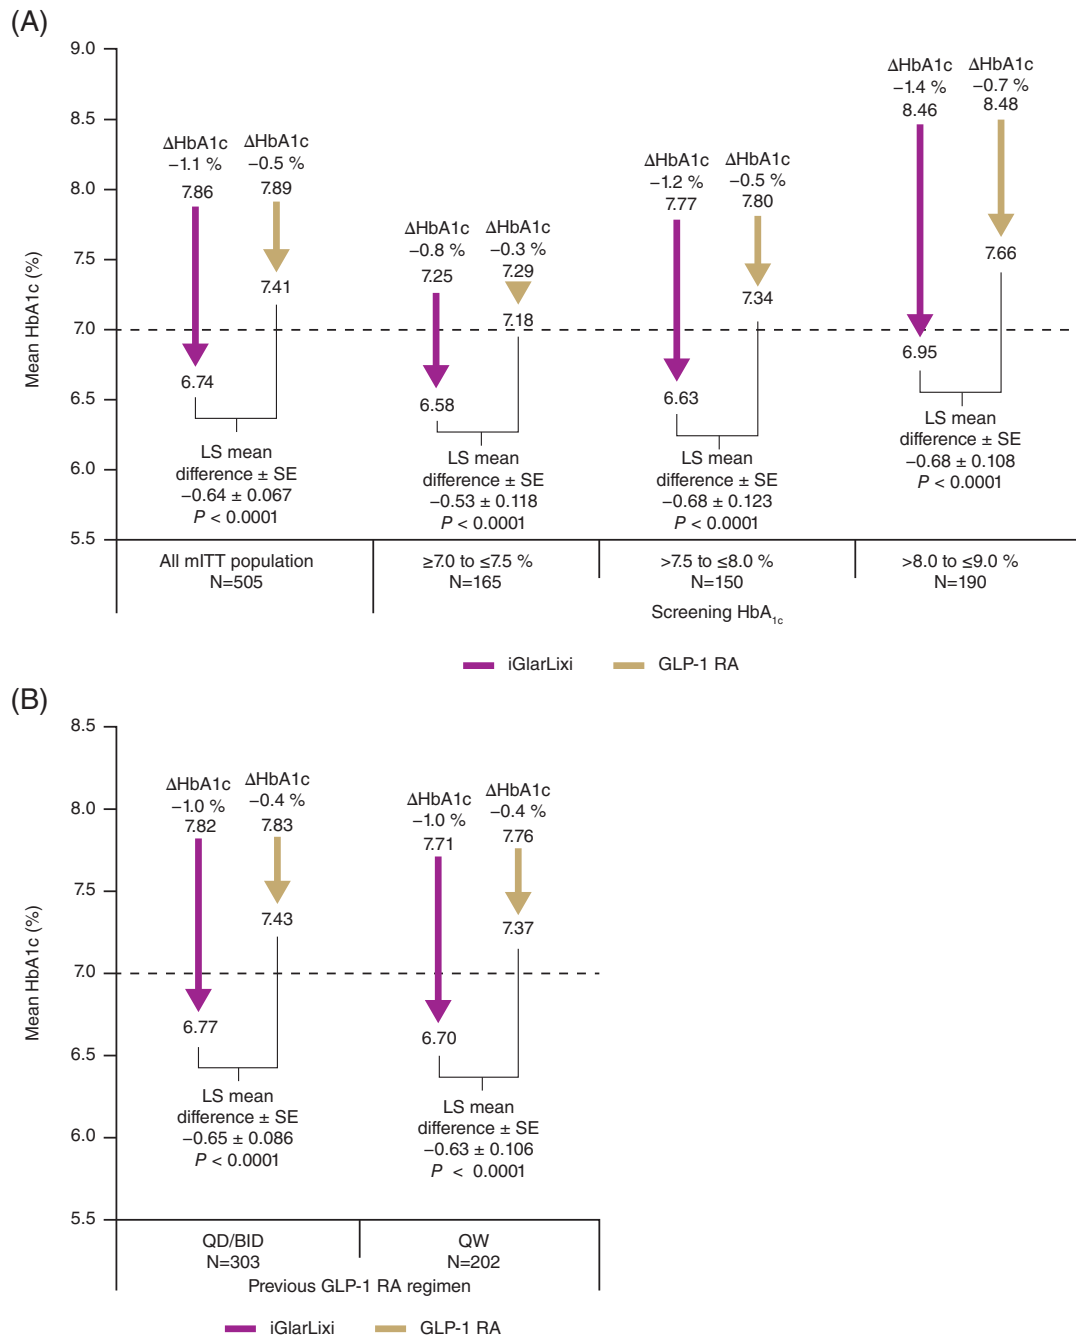 (A)
9.0
8.5
8.0
7.5
7.0
6.5
6.0
5.5
Mean HbA1c (%)
ΔHbA1c
−1.1 %
7.86
6.74
ΔHbA1c
−0.5 %
7.89
7.41
LS mean
difference ± SE
−0.64 ± 0.067
P < 0.0001
ΔHbA1c
−0.8 %
7.25
6.58
ΔHbA1c
−0.3 %
7.29
7.18
LS mean
difference ± SE
−0.53 ± 0.118
P < 0.0001
ΔHbA1c
−1.2 %
7.77
6.63
ΔHbA1c
−0.5 %
7.80
7.34
LS mean
difference ± SE
−0.68 ± 0.123
P < 0.0001
ΔHbA1c
−1.4 %
8.46
6.95
ΔHbA1c
−0.7 %
8.48
7.66
LS mean
difference ± SE
−0.68 ± 0.108
P < 0.0001
All mITT population
N=505
≥7.0 to ≤7.5 %
N=165
>7.5 to ≤8.0 %
N=150
>8.0 to ≤9.0 %
N=190
Screening HbA1c
iGlarLixi
GLP-1 RA
(B)
8.5
8.0
7.5
7.0
6.5
6.0
5.5
Mean HbA1c (%)
ΔHbA1c
−1.0 %
7.82
6.77
ΔHbA1c
−0.4 %
7.83
7.43
LS mean
difference ± SE
−0.65 ± 0.086
P < 0.0001
ΔHbA1c
−1.0 %
7.71
6.70
ΔHbA1c
−0.4 %
7.76
7.37
LS mean
difference ± SE
−0.63 ± 0.106
P < 0.0001
QD/BID
N=303
QW
N=202
Previous GLP-1 RA regimen
iGlarLixi
GLP-1 RA